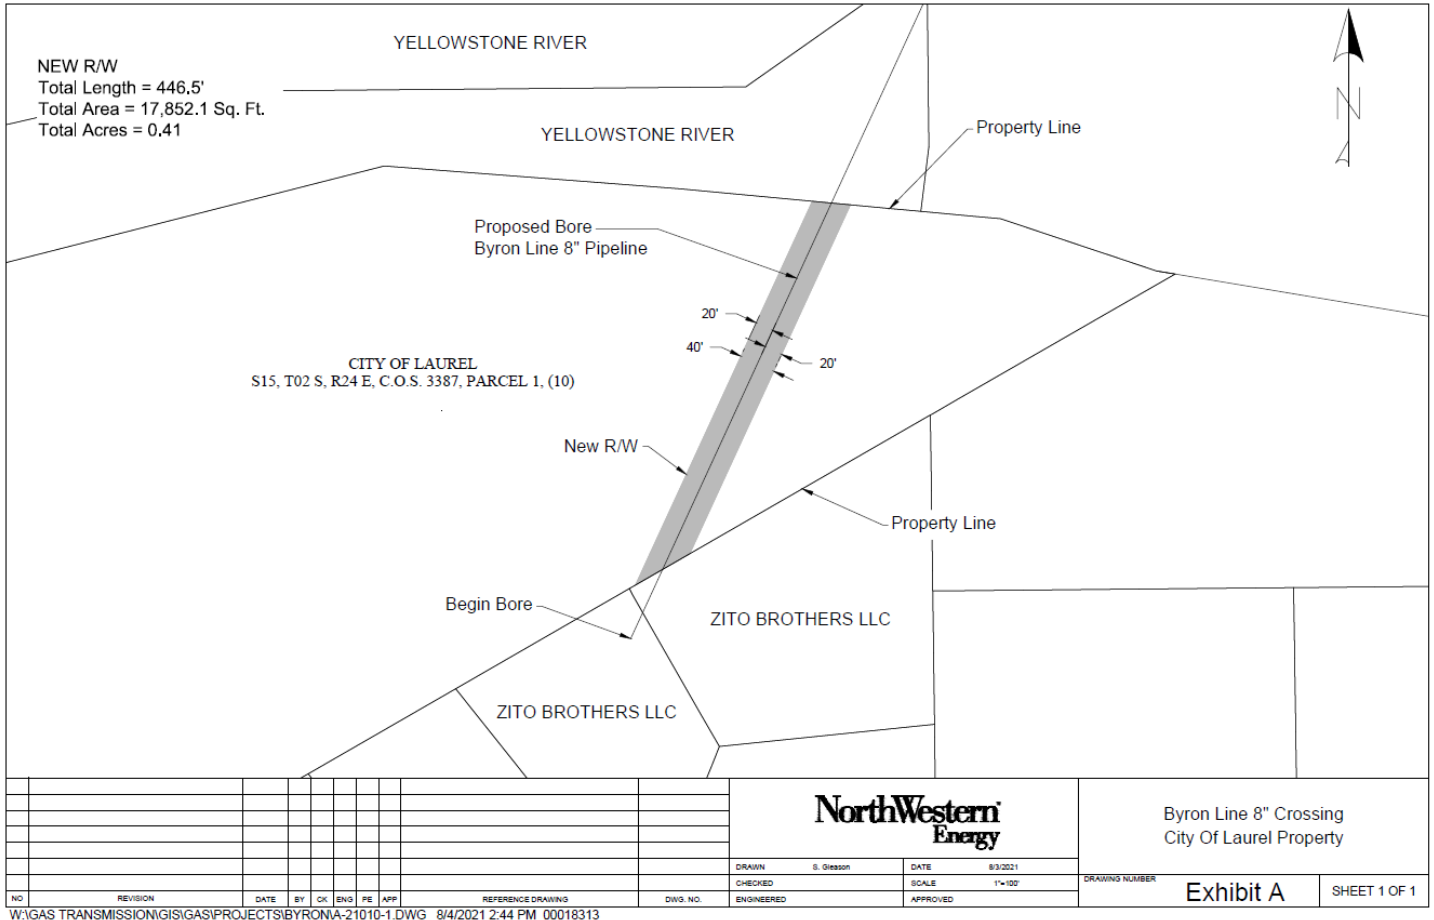 YELLOWSTONE RIVER
NEW R/W
Total Length = 446.5'
Total Area = 17,852.1 Sq. Ft.
Total Acres = 0.41
YELLOWSTONE RIVER
Property Line
N
Proposed Bore
Byron Line 8" Pipeline
20'
40'
20'
CITY OF LAUREL
S15, T02 S, R24 E, C.O.S. 3387, PARCEL 1, (10)
New R/W
Property Line
Begin Bore
ZITO BROTHERS LLC
ZITO BROTHERS LLC
NorthWestern
Energy
Byron Line 8" Crossing
City Of Laurel Property
DRAWN S. Gleason DATE 8/3/2021
CHECKED SCALE 1"=100'
ENGINEERED APPROVED
DRAWING NUMBER
Exhibit A
SHEET 1 OF 1
NO REVISION DATE BY CK ENG PE APP REFERENCE DRAWING DWG. NO.
W:\GAS TRANSMISSION\GIS\GAS\PROJECTS\BYRON\A-21010-1.DWG 8/4/2021 2:44 PM 00018313